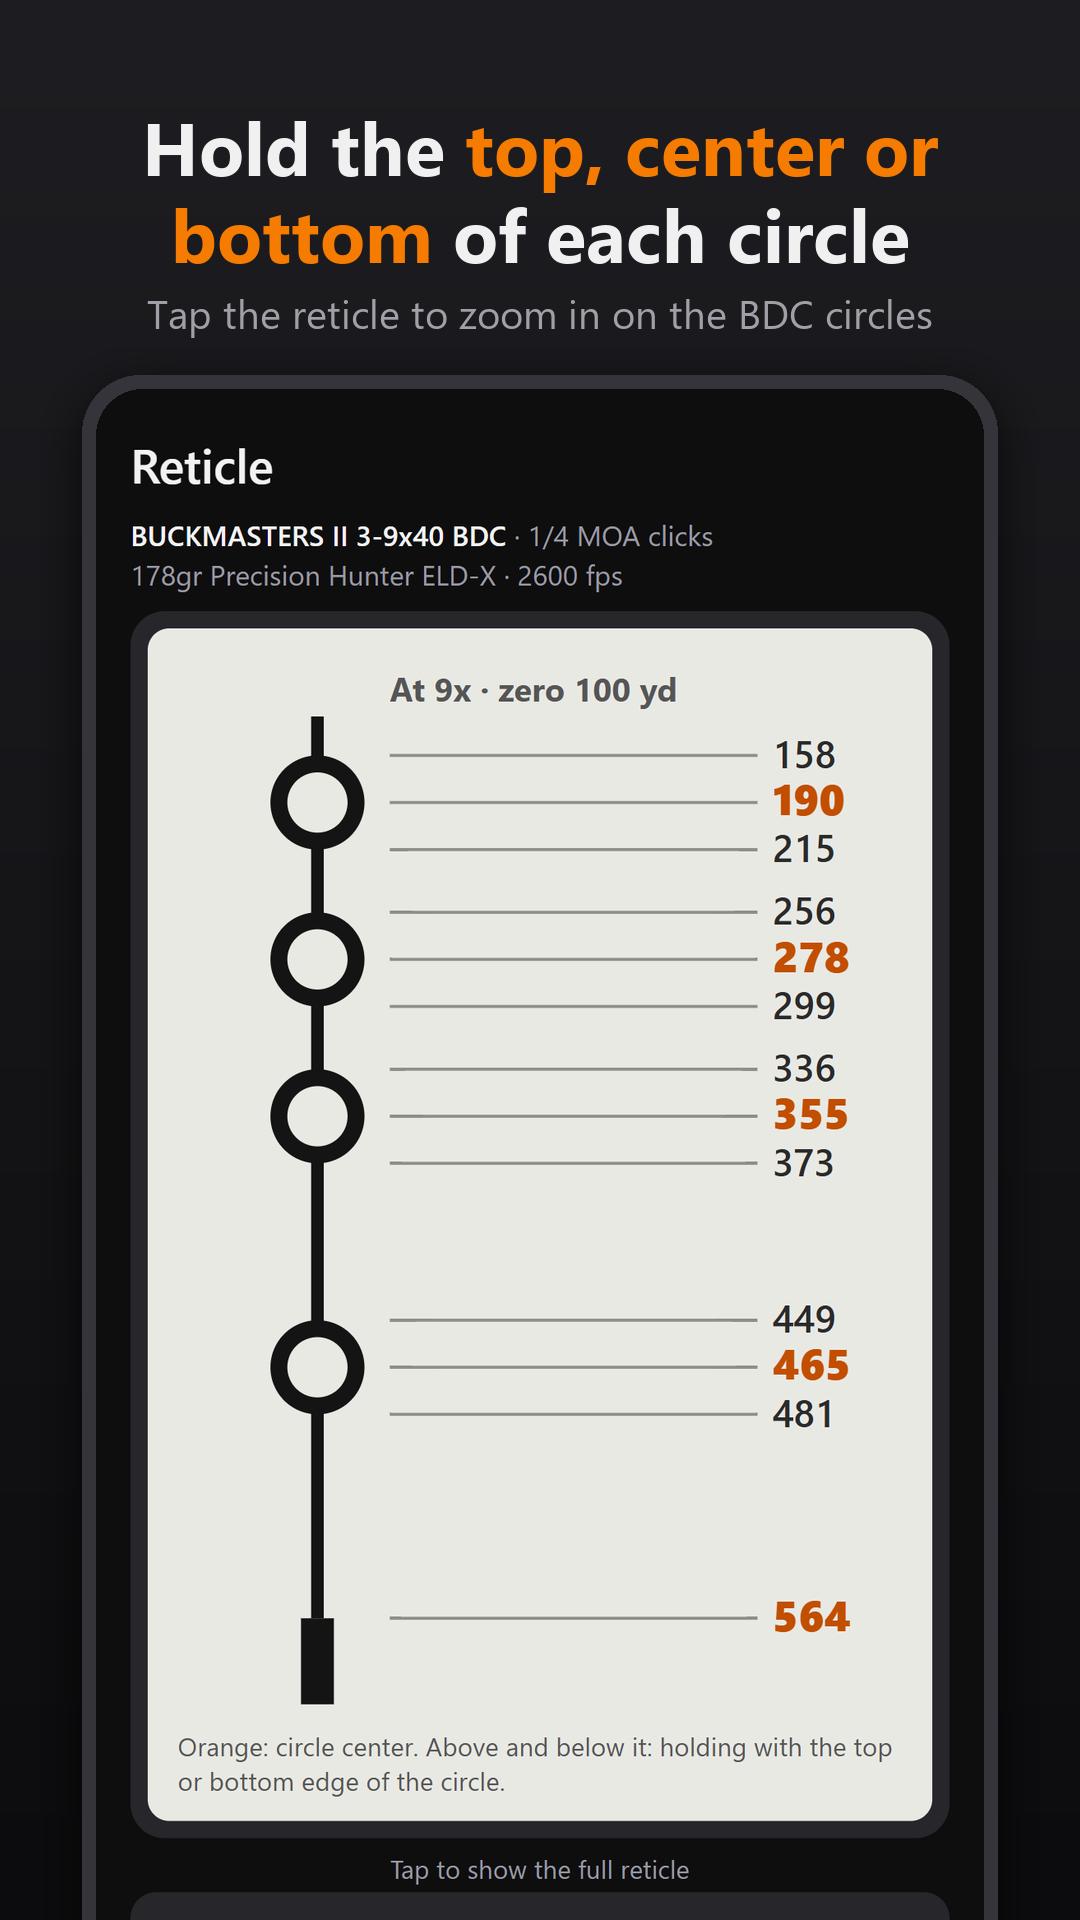 Hold the top, center or
bottom of each circle
Tap the reticle to zoom in on the BDC circles
Reticle
BUCKMASTERS II 3-9x40 BDC · 1/4 MOA clicks
178gr Precision Hunter ELD-X · 2600 fps
At 9x · zero 100 yd
158
190
215
256
278
299
336
355
373
449
465
481
564
Orange: circle center. Above and below it: holding with the top
or bottom edge of the circle.
Tap to show the full reticle